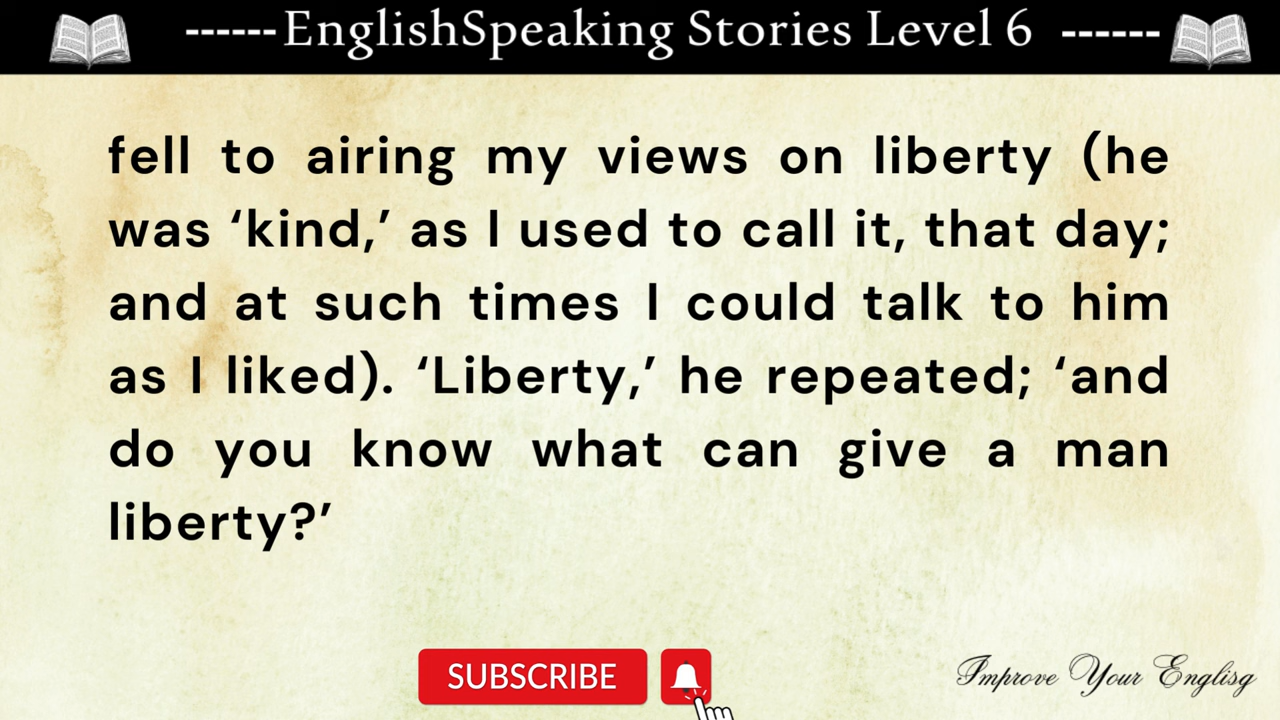 ------EnglishSpeaking Stories Level 6 ------
fell to airing my views on liberty (he
was ‘kind,’ as I used to call it, that day;
and at such times I could talk to him
as I liked). ‘Liberty,’ he repeated; ‘and
do you know what can give a man
liberty?’
SUBSCRIBE
Improve Your Englisg